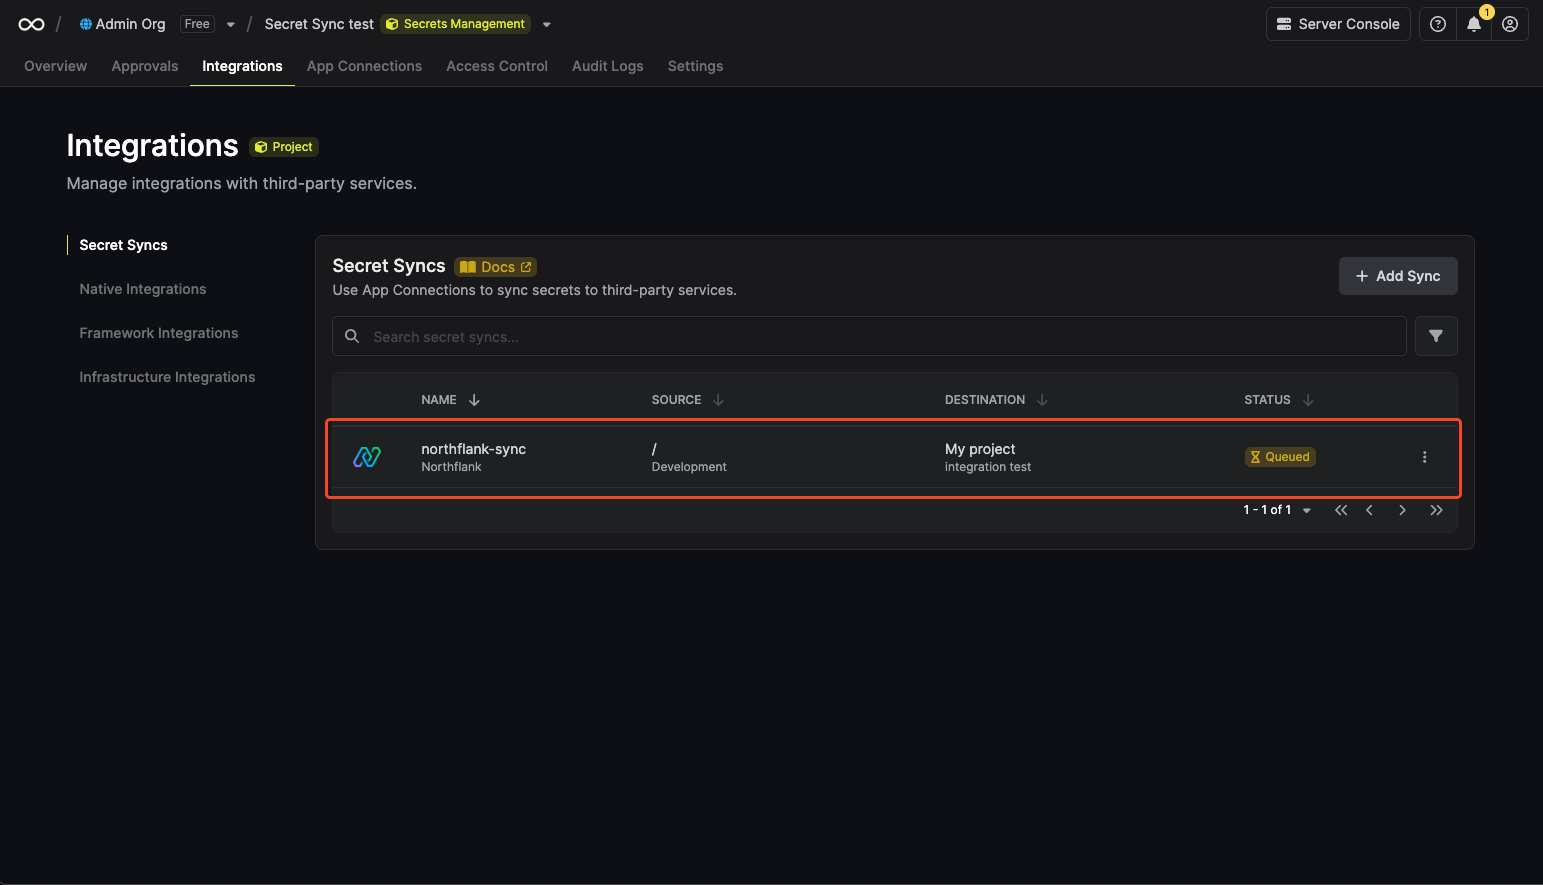 / Admin Org Free / Secret Sync test Secrets Management Server Console 1
Overview Approvals Integrations App Connections Access Control Audit Logs Settings
Integrations Project
Manage integrations with third-party services.
Secret Syncs
Native Integrations
Framework Integrations
Infrastructure Integrations
Secret Syncs Docs
Use App Connections to sync secrets to third-party services.
+ Add Sync
Search secret syncs...
NAME SOURCE DESTINATION STATUS
northflank-sync / My project Queued
Northflank Development integration test
1 - 1 of 1